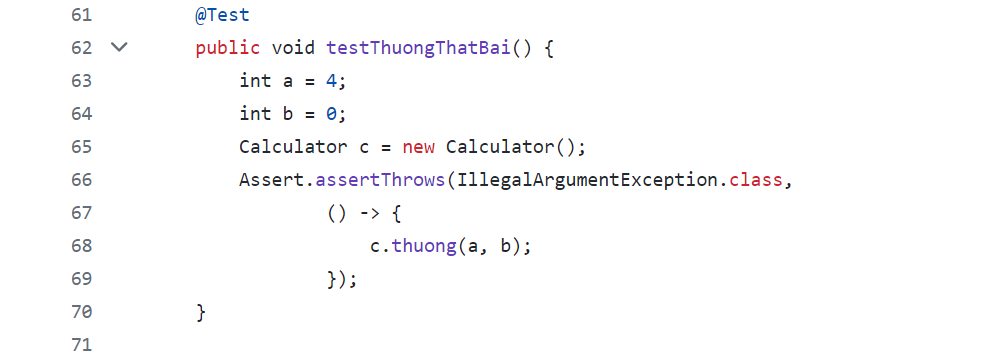 61 @Test
62 public void testThuongThatBai() {
63 int a = 4;
64 int b = 0;
65 Calculator c = new Calculator();
66 Assert.assertThrows(IllegalArgumentException.class,
67 () -> {
68 c.thuong(a, b);
69 });
70 }
71